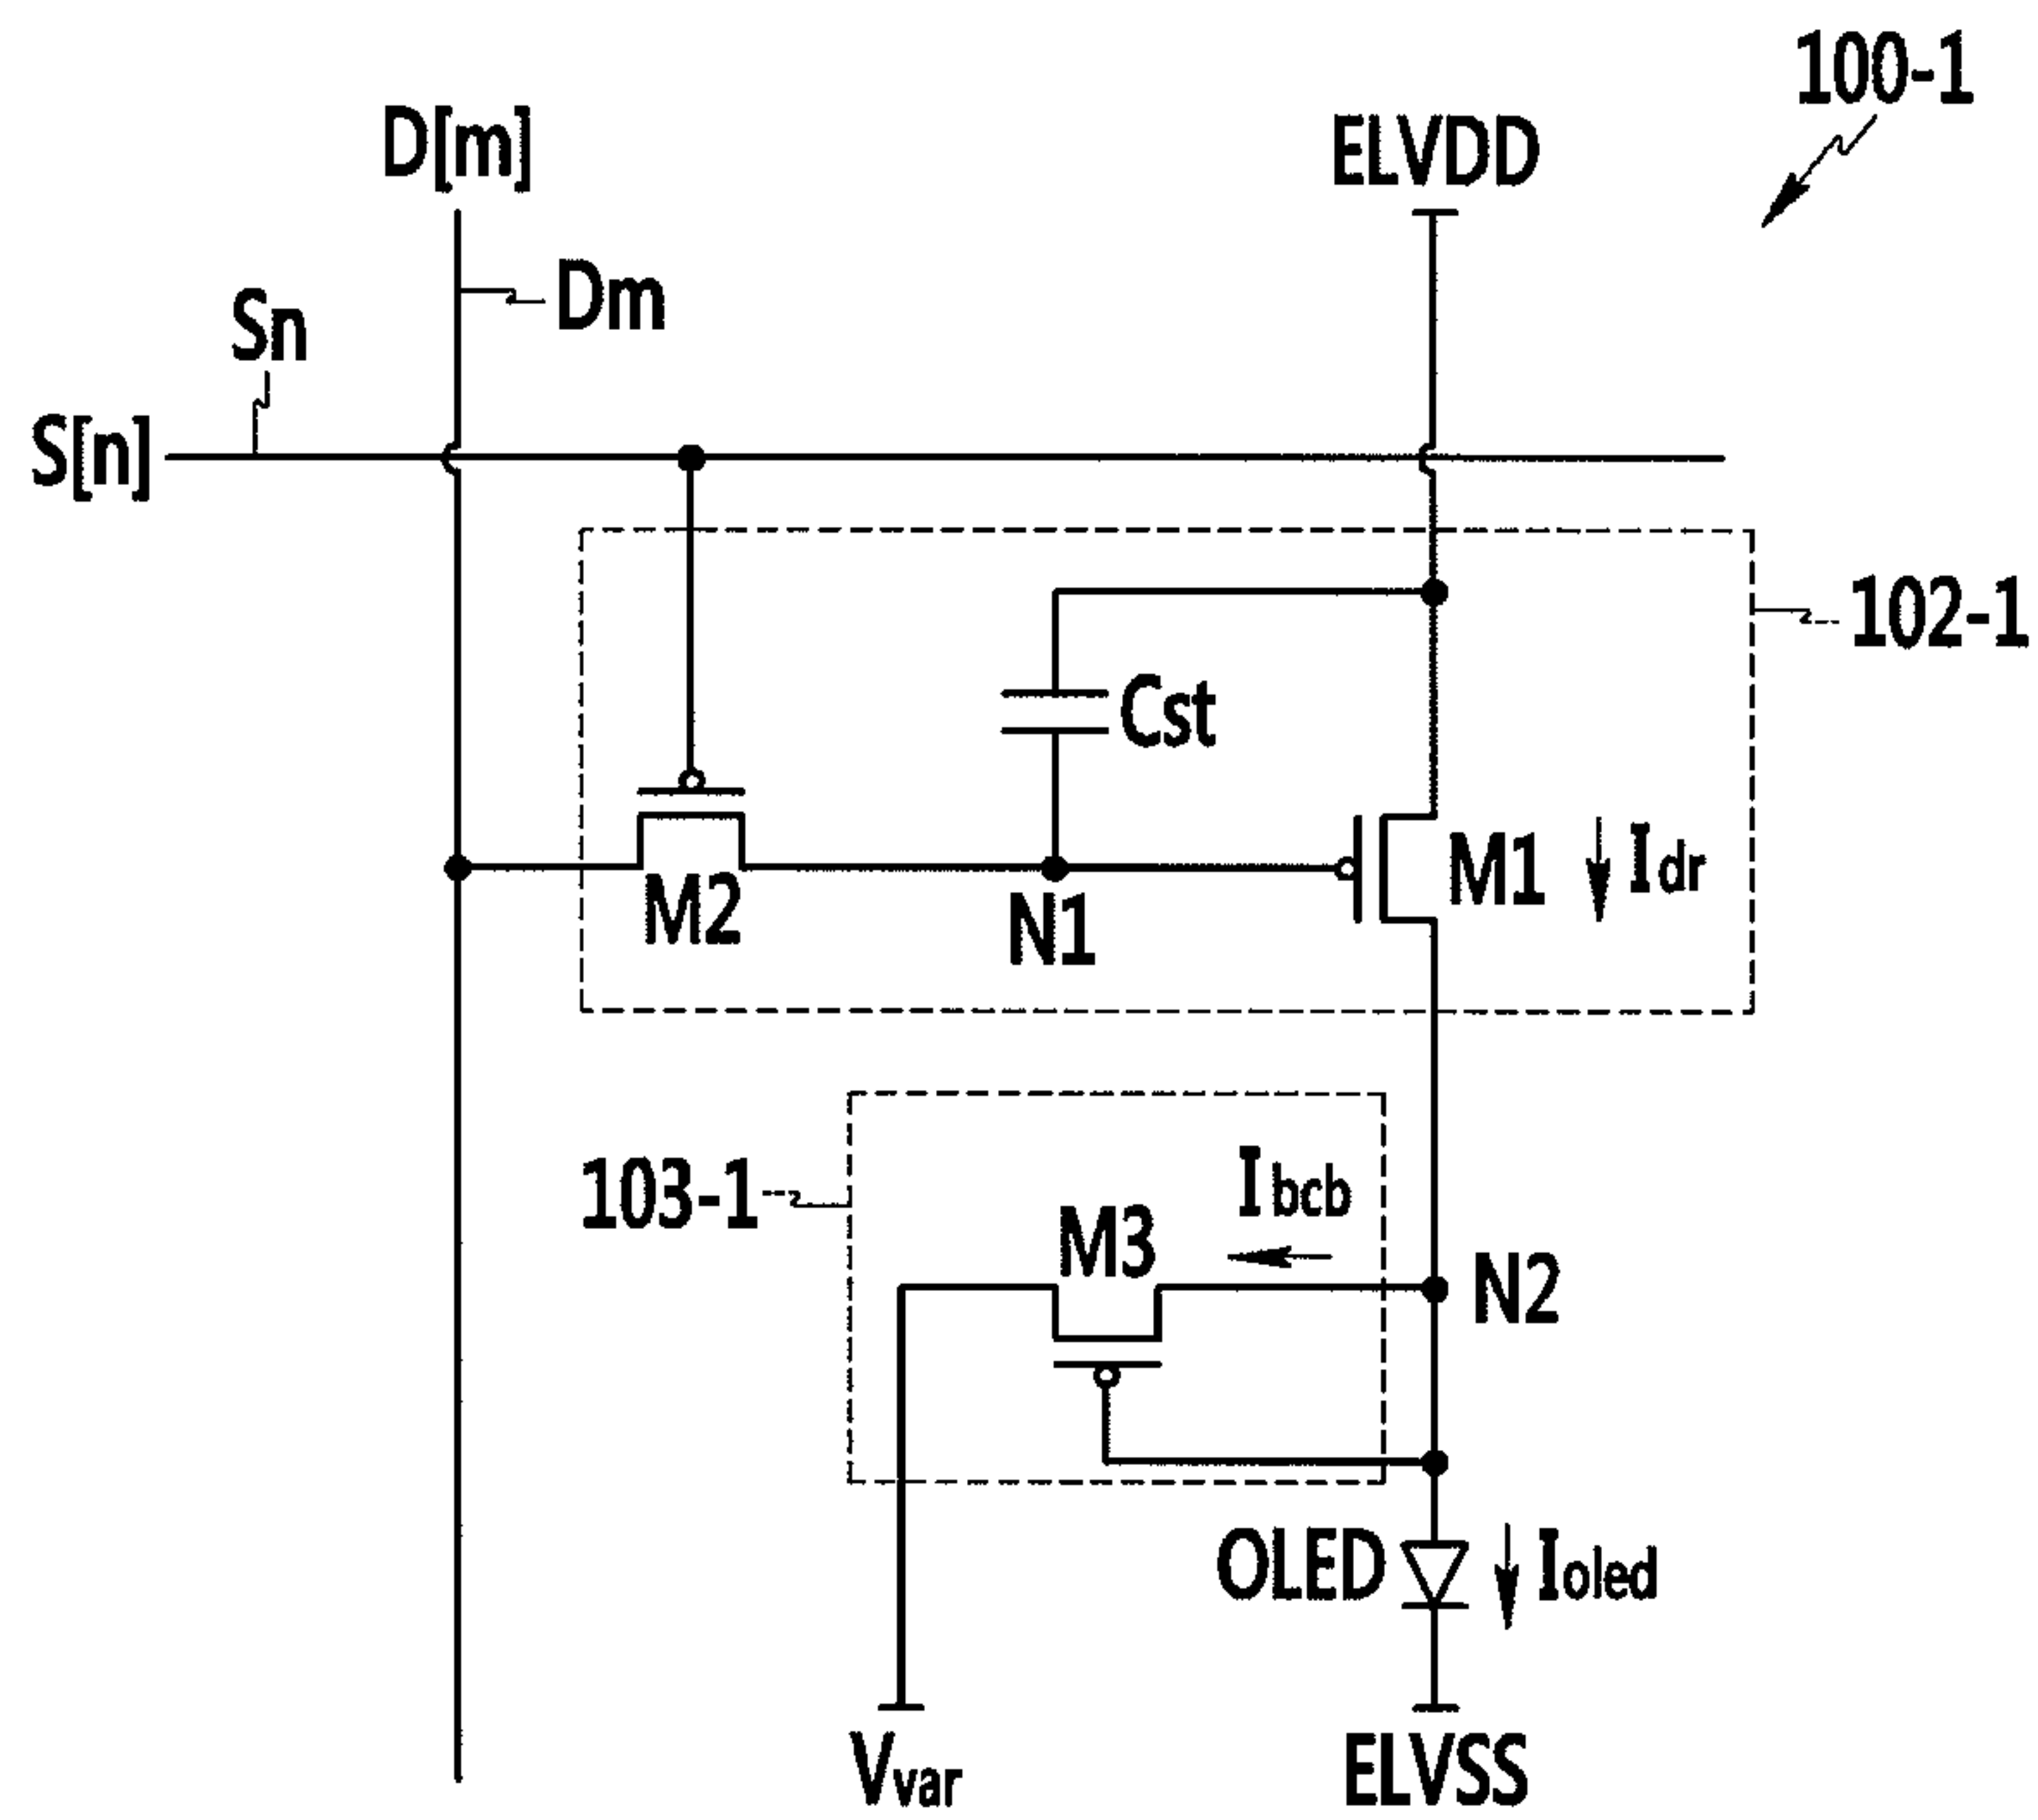 100-1
D[m]
ELVDD
Dm
Sn
S[n]
102-1
Cst
M1
Idr
M2
N1
103-1
Ibcb
M3
N2
OLED
Ioled
Vvar
ELVSS